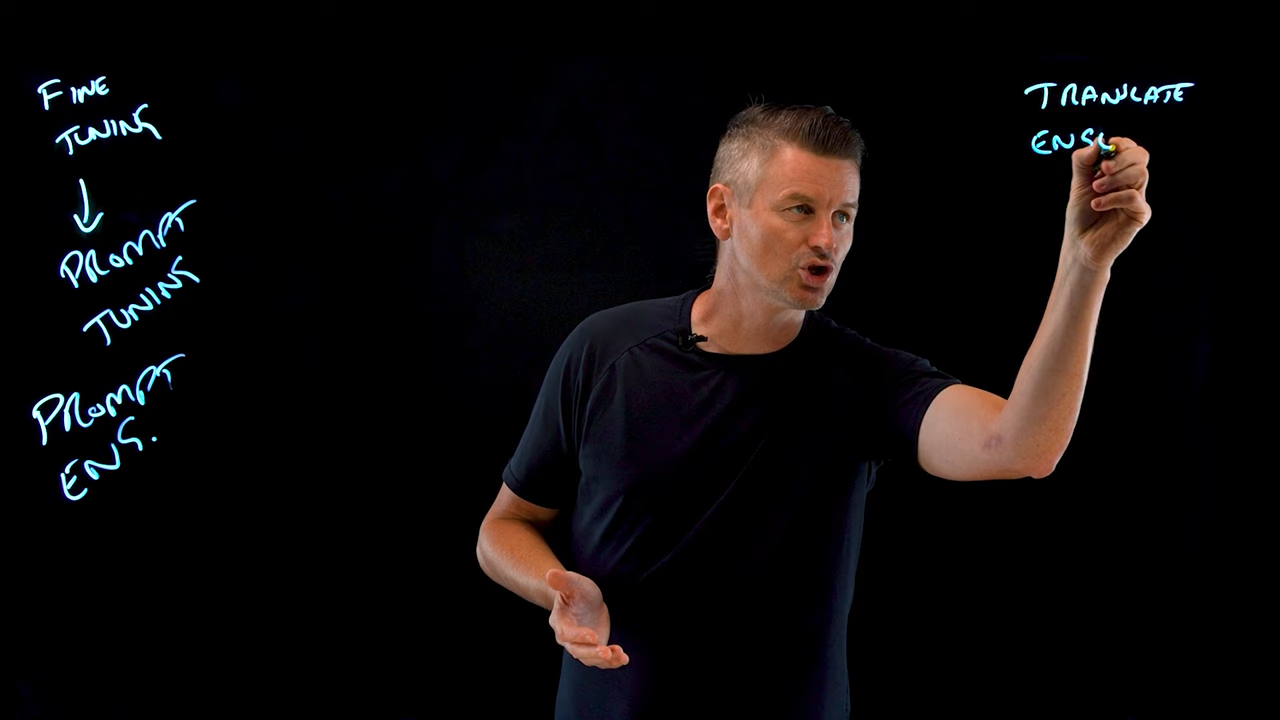 FINE
TUNING
PROMPT
TUNING
PROMPT
ENG.
TRANSLATE
ENGL